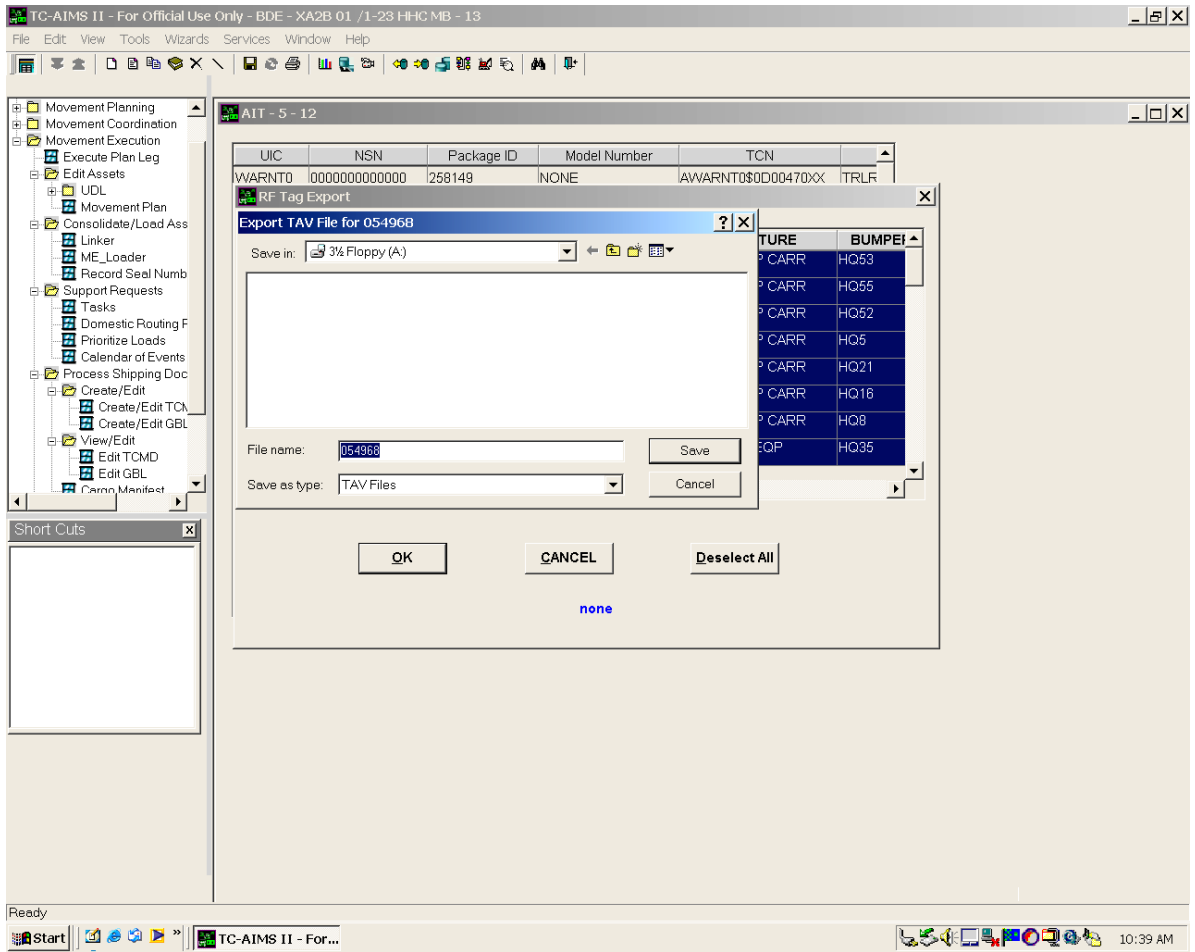 TC-AIMS II - For Official Use Only - BDE - XA2B 01 /1-23 HHC MB - 13
File Edit View Tools Wizards Services Window Help
Movement Planning
Movement Coordination
Movement Execution
Execute Plan Leg
Edit Assets
UDL
Movement Plan
Consolidate/Load Ass
Linker
ME_Loader
Record Seal Numb
Support Requests
Tasks
Domestic Routing F
Prioritize Loads
Calendar of Events
Process Shipping Doc
Create/Edit
Create/Edit TCM
Create/Edit GBL
View/Edit
Edit TCMD
Edit GBL
Cargo Manifest
Short Cuts
AIT - 5 - 12
UIC NSN Package ID Model Number TCN
WARNT0 0000000000000 258149 NONE AWARNT0$0D00470XX TRLR
RF Tag Export
Export TAV File for 054968
Save in: 3½ Floppy (A:)
File name: 054968 Save
Save as type: TAV Files Cancel
TURE BUMPER
P CARR HQ53
P CARR HQ55
P CARR HQ52
P CARR HQ5
P CARR HQ21
P CARR HQ16
P CARR HQ8
EQP HQ35
OK CANCEL Deselect All
none
Ready
Start TC-AIMS II - For... 10:39 AM